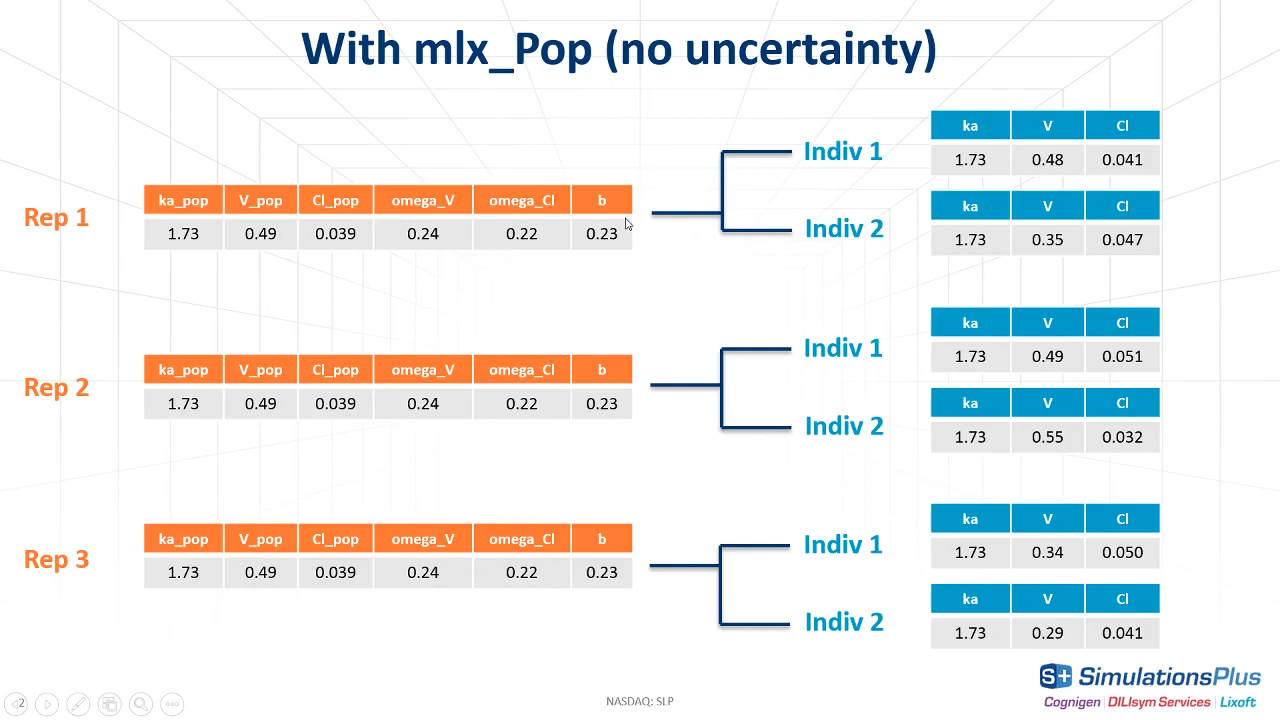 With mlx_Pop (no uncertainty)
Rep 1
ka_pop V_pop Cl_pop omega_V omega_Cl b
1.73 0.49 0.039 0.24 0.22 0.23
Indiv 1
ka V Cl
1.73 0.48 0.041
Indiv 2
ka V Cl
1.73 0.35 0.047
Rep 2
ka_pop V_pop Cl_pop omega_V omega_Cl b
1.73 0.49 0.039 0.24 0.22 0.23
Indiv 1
ka V Cl
1.73 0.49 0.051
Indiv 2
ka V Cl
1.73 0.55 0.032
Rep 3
ka_pop V_pop Cl_pop omega_V omega_Cl b
1.73 0.49 0.039 0.24 0.22 0.23
Indiv 1
ka V Cl
1.73 0.34 0.050
Indiv 2
ka V Cl
1.73 0.29 0.041
2
NASDAQ: SLP
S+ SimulationsPlus
Cognigen | DILIsym Services | Lixoft